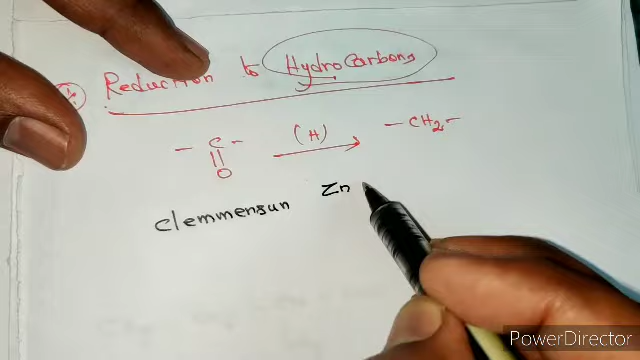 Reduction to Hydrocarbons
- C - (H) - CH2 -
O
clemmensun Zn
PowerDirector